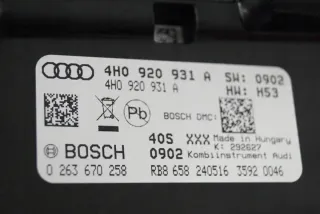 4H0 920 931 A SW: 0902
4H0 920 931 A HW: H53
Pb BOSCH DMC:
40S XXX Made in Hungary
K: 292627
BOSCH 0902 Kombiinstrument Audi
0 263 670 258 RB8 658 240516 3592 0046